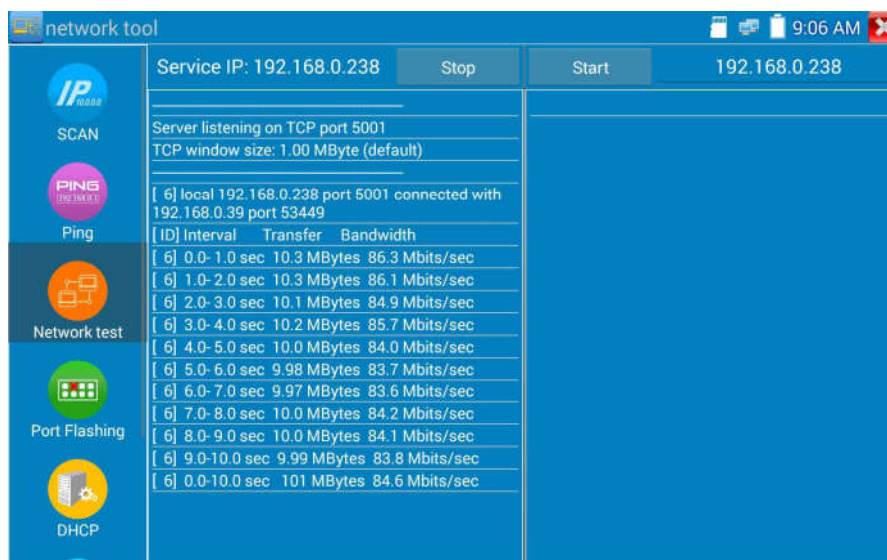 network tool
9:06 AM
IP
10.0.0.0
SCAN
PING
192.168.0.1
Ping
Network test
Port Flashing
DHCP
Service IP: 192.168.0.238
Stop
Start
192.168.0.238
Server listening on TCP port 5001
TCP window size: 1.00 MByte (default)
[ 6] local 192.168.0.238 port 5001 connected with
192.168.0.39 port 53449
[ ID] Interval Transfer Bandwidth
[ 6] 0.0- 1.0 sec 10.3 MBytes 86.3 Mbits/sec
[ 6] 1.0- 2.0 sec 10.3 MBytes 86.1 Mbits/sec
[ 6] 2.0- 3.0 sec 10.1 MBytes 84.9 Mbits/sec
[ 6] 3.0- 4.0 sec 10.2 MBytes 85.7 Mbits/sec
[ 6] 4.0- 5.0 sec 10.0 MBytes 84.0 Mbits/sec
[ 6] 5.0- 6.0 sec 9.98 MBytes 83.7 Mbits/sec
[ 6] 6.0- 7.0 sec 9.97 MBytes 83.6 Mbits/sec
[ 6] 7.0- 8.0 sec 10.0 MBytes 84.2 Mbits/sec
[ 6] 8.0- 9.0 sec 10.0 MBytes 84.1 Mbits/sec
[ 6] 9.0-10.0 sec 9.99 MBytes 83.8 Mbits/sec
[ 6] 0.0-10.0 sec 101 MBytes 84.6 Mbits/sec